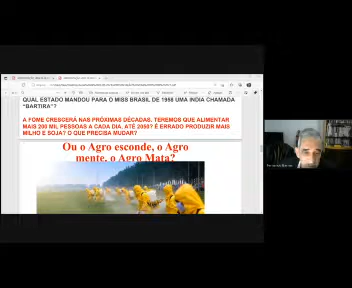 QUAL ESTADO MANDOU PARA O MISS BRASIL DE 1958 UMA ÍNDIA CHAMADA
"BARTIRA"?
A FOME CRESCERÁ NAS PRÓXIMAS DÉCADAS. TEREMOS QUE ALIMENTAR
MAIS 200 MIL PESSOAS A CADA DIA, ATÉ 2050? É ERRADO PRODUZIR MAIS
MILHO E SOJA? O QUE PRECISA MUDAR?
Ou o Agro esconde, o Agro
mente, o Agro Mata?